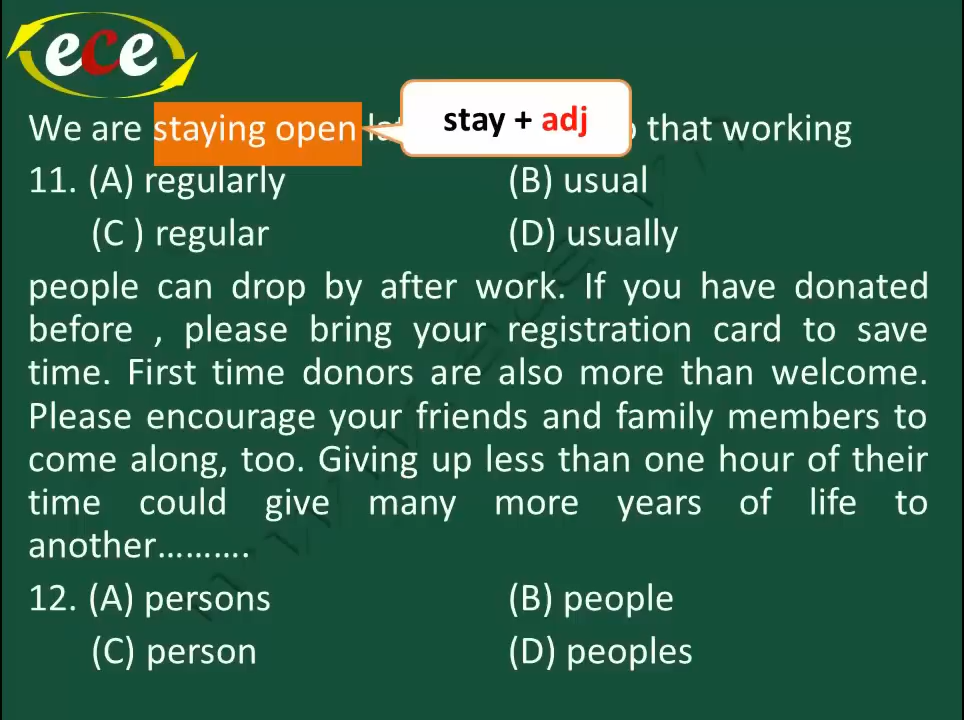 ece
stay + adj
We are staying open that working
11. (A) regularly (B) usual
(C ) regular (D) usually
people can drop by after work. If you have donated
before , please bring your registration card to save
time. First time donors are also more than welcome.
Please encourage your friends and family members to
come along, too. Giving up less than one hour of their
time could give many more years of life to
another……….
12. (A) persons (B) people
(C) person (D) peoples